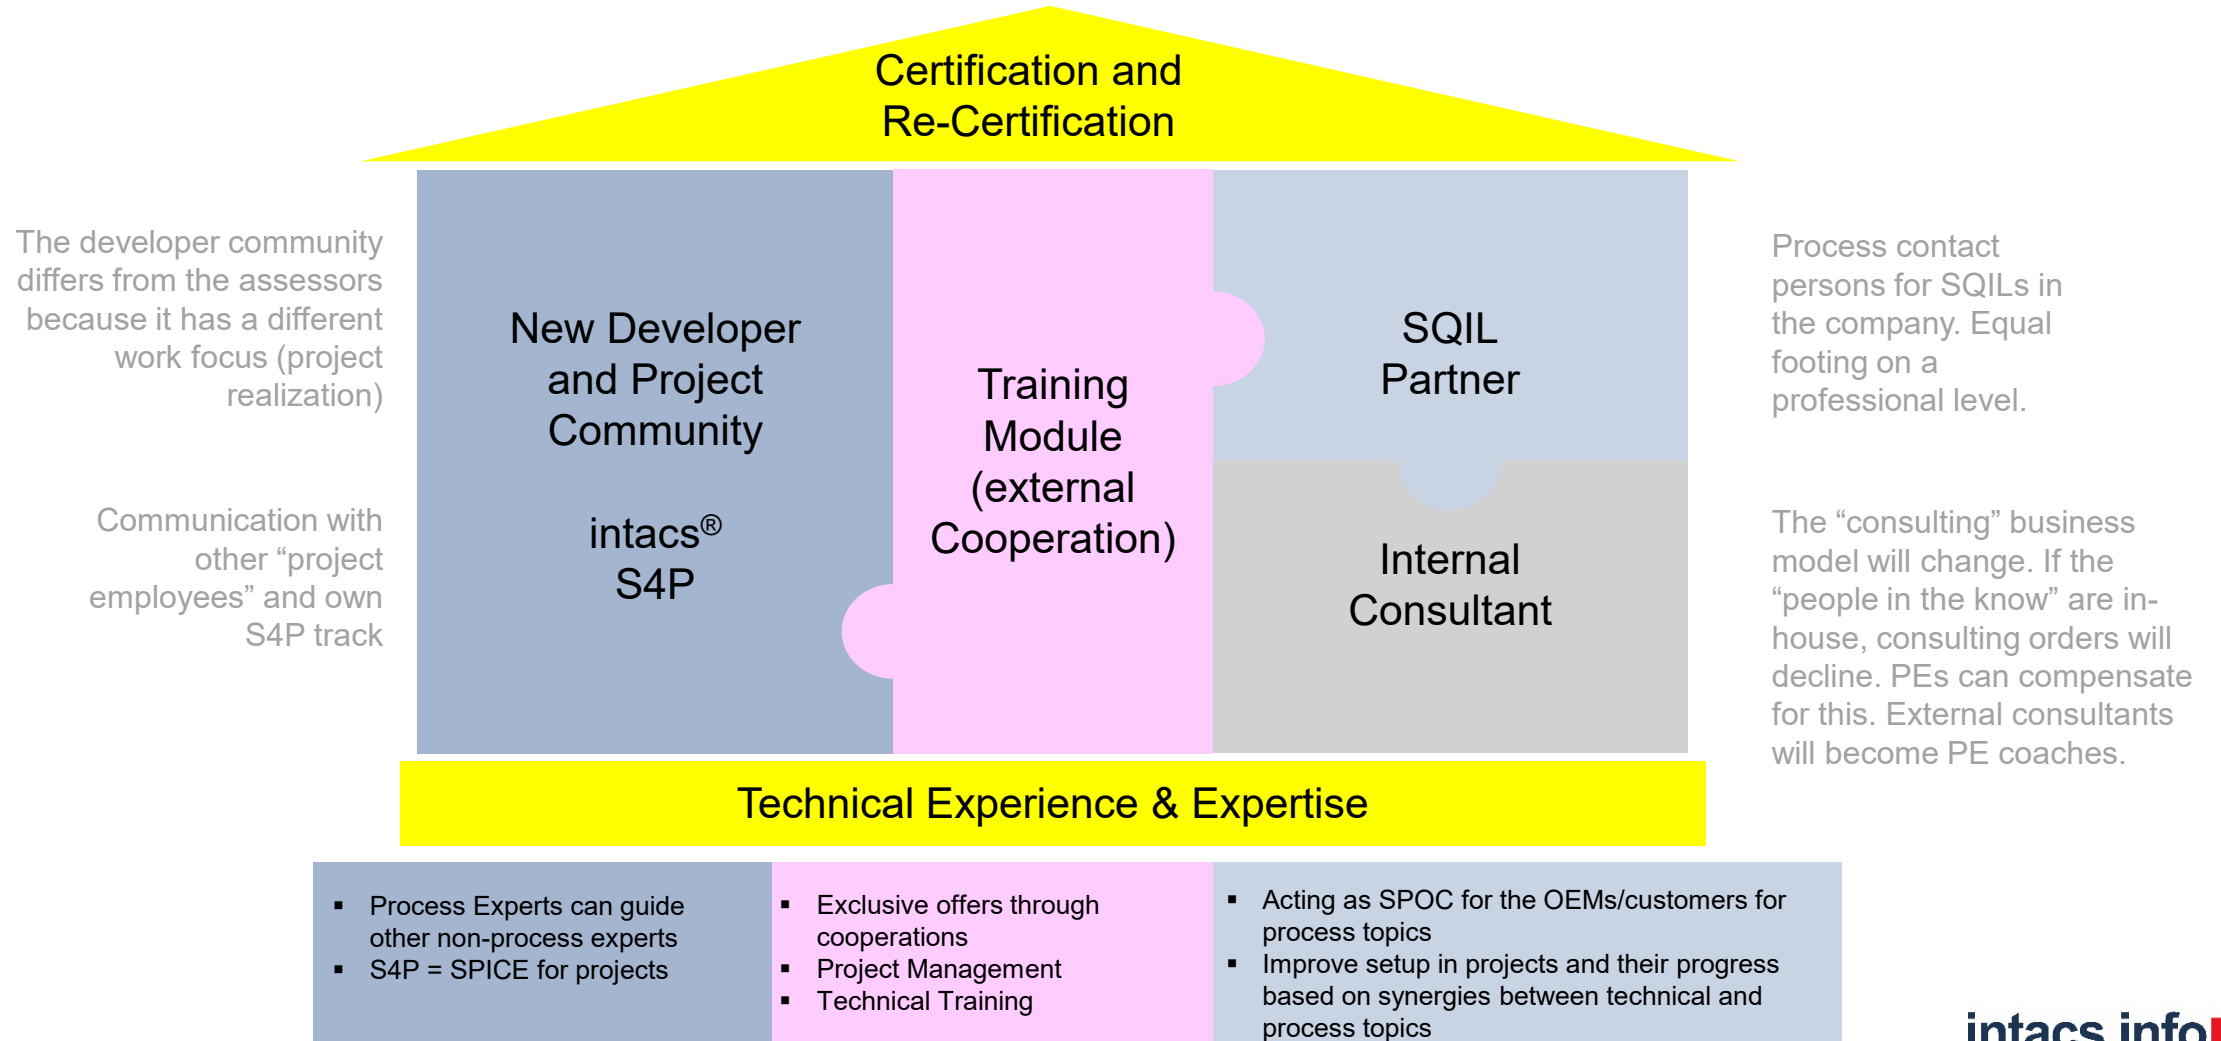 Certification and
Re-Certification
The developer community
differs from the assessors
because it has a different
work focus (project
realization)
Communication with
other “project
employees” and own
S4P track
New Developer
and Project
Community
intacs®
S4P
Training
Module
(external
Cooperation)
SQIL
Partner
Internal
Consultant
Process contact
persons for SQILs in
the company. Equal
footing on a
professional level.
The “consulting” business
model will change. If the
“people in the know” are in-
house, consulting orders will
decline. PEs can compensate
for this. External consultants
will become PE coaches.
Technical Experience & Expertise
▪ Process Experts can guide
other non-process experts
▪ S4P = SPICE for projects
▪ Exclusive offers through
cooperations
▪ Project Management
▪ Technical Training
▪ Acting as SPOC for the OEMs/customers for
process topics
▪ Improve setup in projects and their progress
based on synergies between technical and
process topics
intacs info